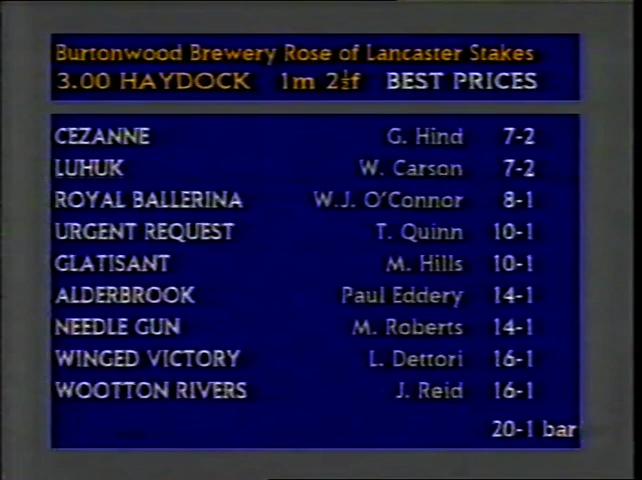 Burtonwood Brewery Rose of Lancaster Stakes
3.00 HAYDOCK 1m 2½f BEST PRICES
CEZANNE G. Hind 7-2
LUHUK W. Carson 7-2
ROYAL BALLERINA W.J. O'Connor 8-1
URGENT REQUEST T. Quinn 10-1
GLATISANT M. Hills 10-1
ALDERBROOK Paul Eddery 14-1
NEEDLE GUN M. Roberts 14-1
WINGED VICTORY L. Dettori 16-1
WOOTTON RIVERS J. Reid 16-1
20-1 bar